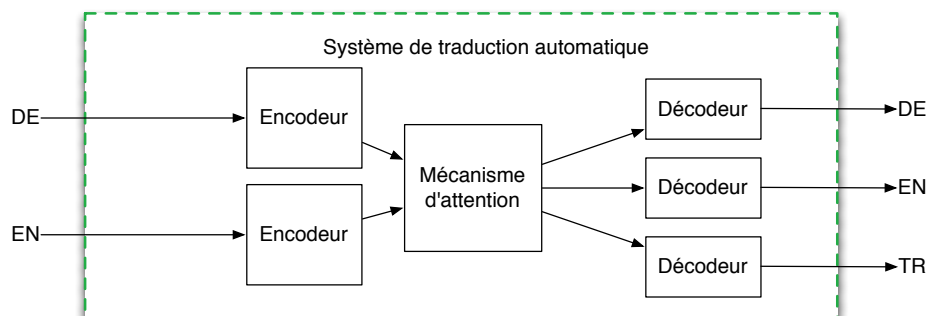 Système de traduction automatique
DE
Encodeur
Décodeur
DE
Mécanisme
d'attention
Décodeur
EN
EN
Encodeur
Décodeur
TR